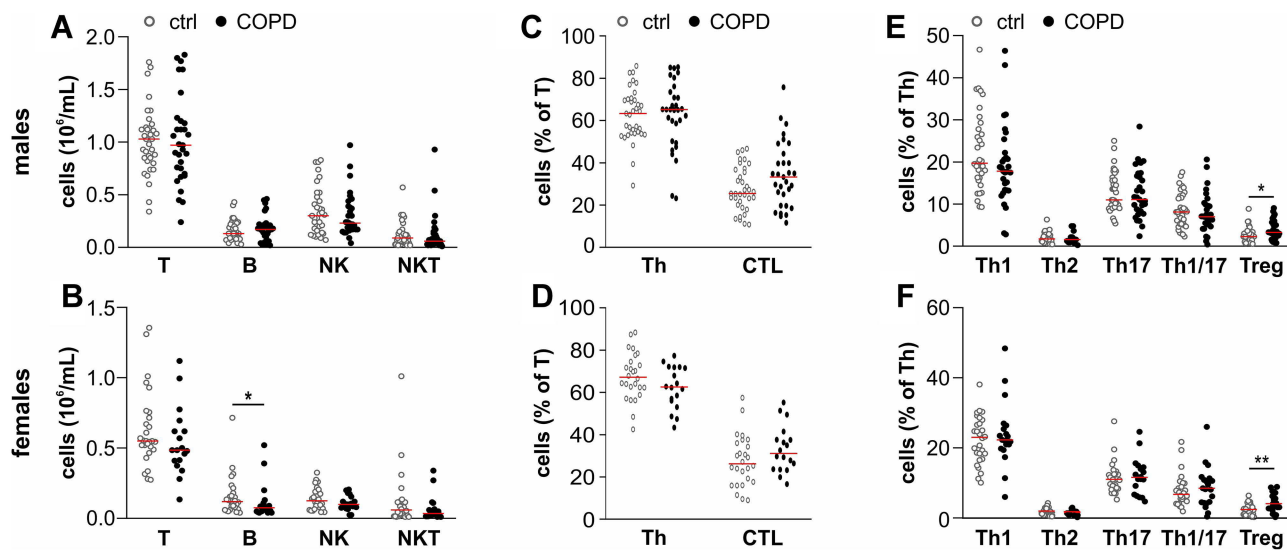 A
ctrl COPD
cells (10⁶/mL)
2.0
1.5
1.0
0.5
0.0
T B NK NKT
males
C
ctrl COPD
cells (% of T)
100
80
60
40
20
0
Th CTL
E
ctrl COPD
cells (% of Th)
50
40
30
20
10
0
*
Th1 Th2 Th17 Th1/17 Treg
B
cells (10⁶/mL)
1.5
1.0
0.5
0.0
*
T B NK NKT
females
D
cells (% of T)
100
80
60
40
20
0
Th CTL
F
cells (% of Th)
60
40
20
0
**
Th1 Th2 Th17 Th1/17 Treg